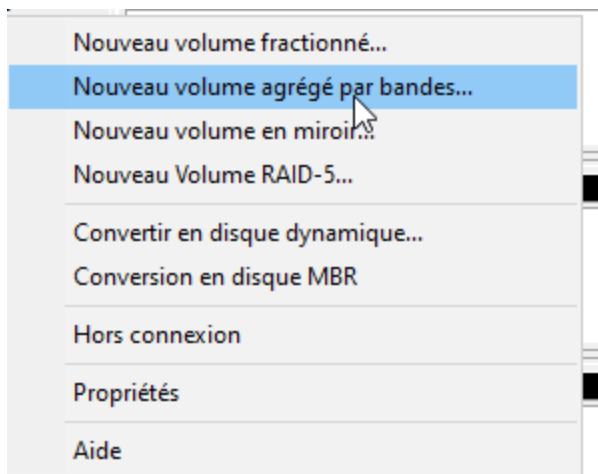 Nouveau volume fractionné...
Nouveau volume agrégé par bandes...
Nouveau volume en miroir...
Nouveau Volume RAID-5...
Convertir en disque dynamique...
Conversion en disque MBR
Hors connexion
Propriétés
Aide